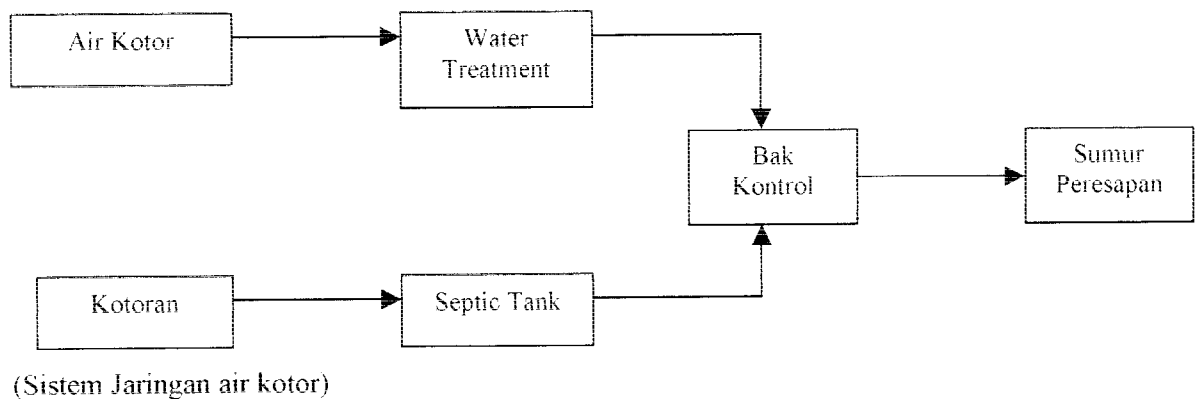 Air Kotor
Water
Treatment
Bak
Kontrol
Sumur
Peresapan
Kotoran
Septic Tank
(Sistem Jaringan air kotor)